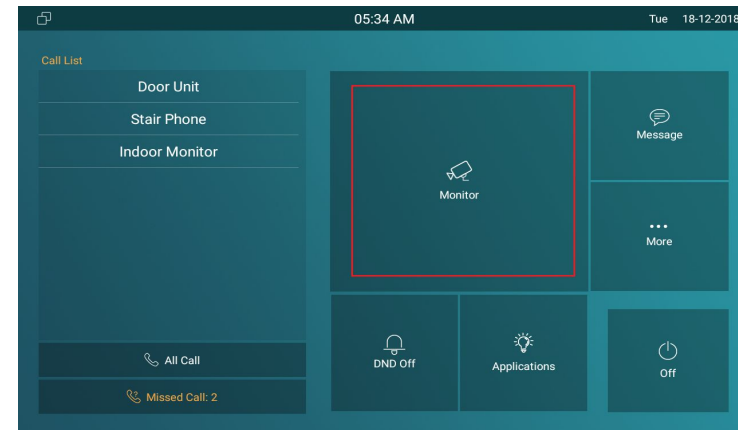 05:34 AM
Tue 18-12-2018
Call List
Door Unit
Stair Phone
Indoor Monitor
Monitor
Message
More
All Call
Missed Call: 2
DND Off
Applications
Off